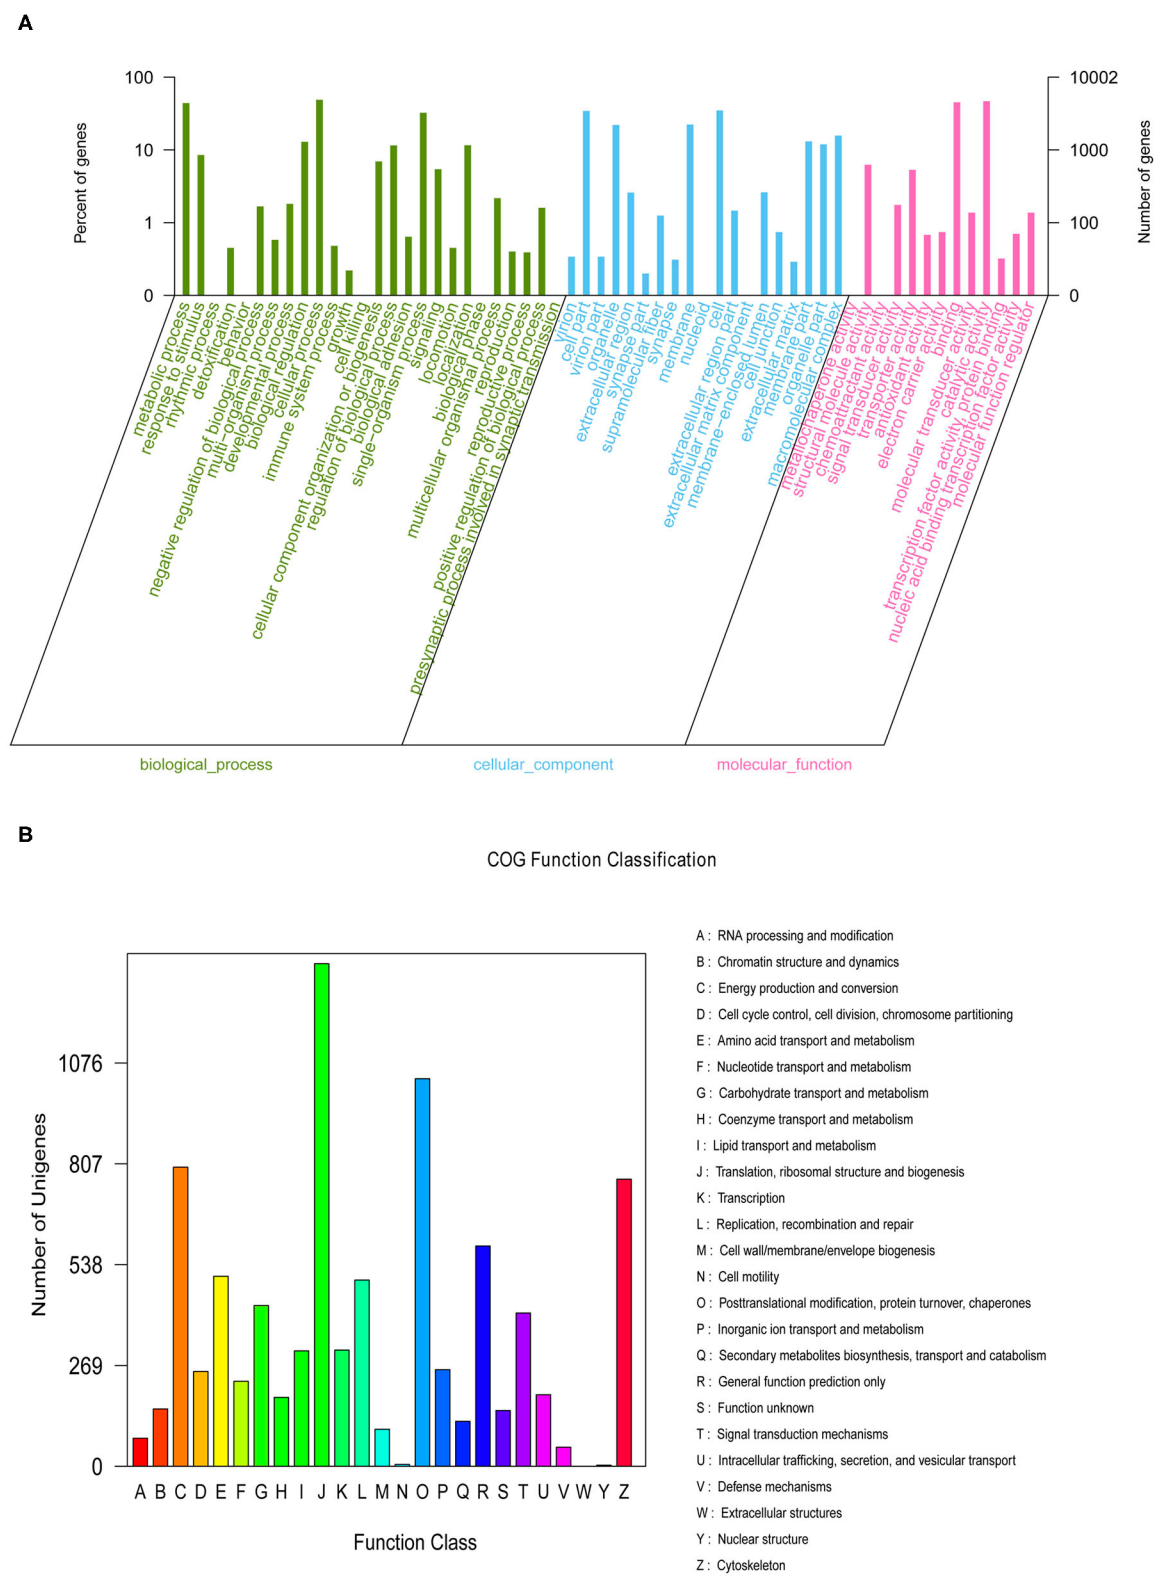 A
100
10
1
0
Percent of genes
10002
1000
100
0
Number of genes
metabolic process
response to stimulus
rhythmic process
detoxification
behavior
negative regulation of biological process
multi−organism process
developmental process
biological regulation
cellular process
immune system process
growth
cell killing
cellular component organization or biogenesis
regulation of biological process
biological adhesion
single−organism process
signaling
locomotion
localization
biological phase
multicellular organismal process
reproduction
reproductive process
positive regulation of biological process
presynaptic process involved in synaptic transmission
virion
cell part
virion part
organelle
extracellular region
synapse part
supramolecular fiber
synapse
membrane
nucleoid
cell
extracellular region part
extracellular matrix component
membrane−enclosed lumen
cell junction
extracellular matrix
membrane part
organelle part
macromolecular complex
metallochaperone activity
structural molecule activity
chemoattractant activity
signal transducer activity
transporter activity
antioxidant activity
electron carrier activity
binding
molecular transducer activity
catalytic activity
transcription factor activity, protein binding
nucleic acid binding transcription factor activity
molecular function regulator
biological_process
cellular_component
molecular_function
B
COG Function Classification
1076
807
538
269
0
Number of Unigenes
A B C D E F G H I J K L M N O P Q R S T U V W Y Z
Function Class
A : RNA processing and modification
B : Chromatin structure and dynamics
C : Energy production and conversion
D : Cell cycle control, cell division, chromosome partitioning
E : Amino acid transport and metabolism
F : Nucleotide transport and metabolism
G : Carbohydrate transport and metabolism
H : Coenzyme transport and metabolism
I : Lipid transport and metabolism
J : Translation, ribosomal structure and biogenesis
K : Transcription
L : Replication, recombination and repair
M : Cell wall/membrane/envelope biogenesis
N : Cell motility
O : Posttranslational modification, protein turnover, chaperones
P : Inorganic ion transport and metabolism
Q : Secondary metabolites biosynthesis, transport and catabolism
R : General function prediction only
S : Function unknown
T : Signal transduction mechanisms
U : Intracellular trafficking, secretion, and vesicular transport
V : Defense mechanisms
W : Extracellular structures
Y : Nuclear structure
Z : Cytoskeleton